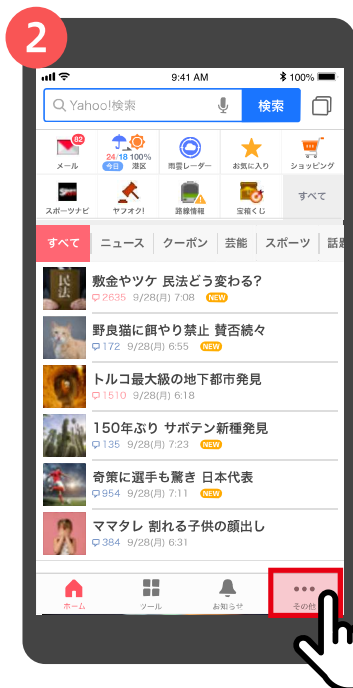 2
9:41 AM 100%
Yahoo!検索 検索
82 24/18 100%
今日 港区
メール 雨雲レーダー お気に入り ショッピング
スポーツナビ ヤフオク! 路線情報 宝箱くじ すべて
すべて ニュース クーポン 芸能 スポーツ 話題
民法
敷金やツケ 民法どう変わる?
2635 9/28(月) 7:08 NEW
野良猫に餌やり禁止 賛否続々
172 9/28(月) 6:55 NEW
トルコ最大級の地下都市発見
1510 9/28(月) 6:18
150年ぶり サボテン新種発見
135 9/28(月) 7:23 NEW
奇策に選手も驚き 日本代表
954 9/28(月) 7:11 NEW
ママタレ 割れる子供の顔出し
384 9/28(月) 6:31
ホーム ツール お知らせ その他